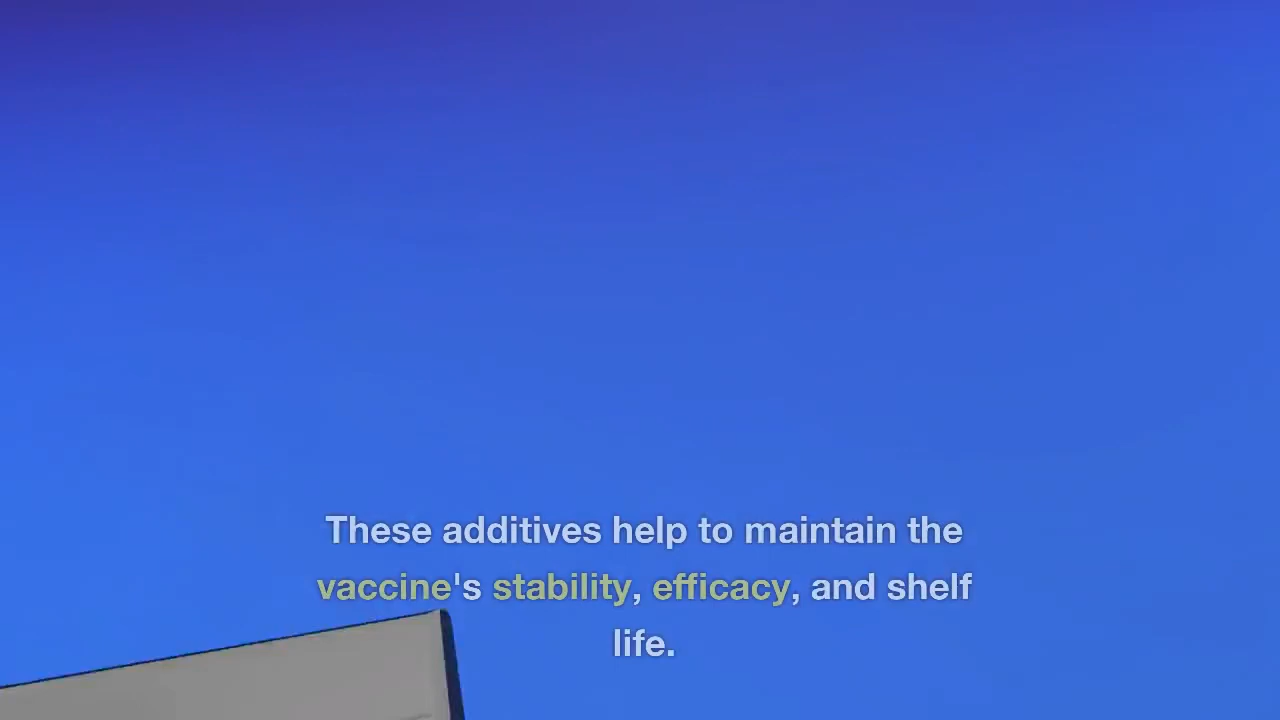 These additives help to maintain the
vaccine's stability, efficacy, and shelf
life.